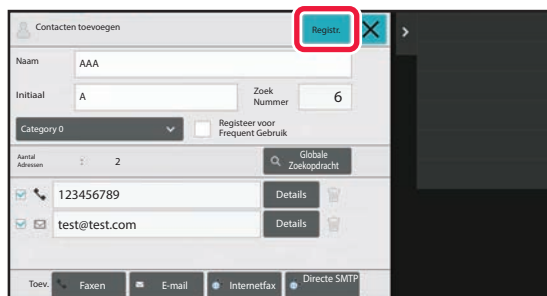 Contacten toevoegen
Registr.
Naam
AAA
Initiaal
A
Zoek
Nummer
6
Category 0
Registeer voor
Frequent Gebruik
Aantal
Adressen
:
2
Globale
Zoekopdracht
123456789
Details
test@test.com
Details
Toev.
Faxen
E-mail
Internetfax
Directe SMTP